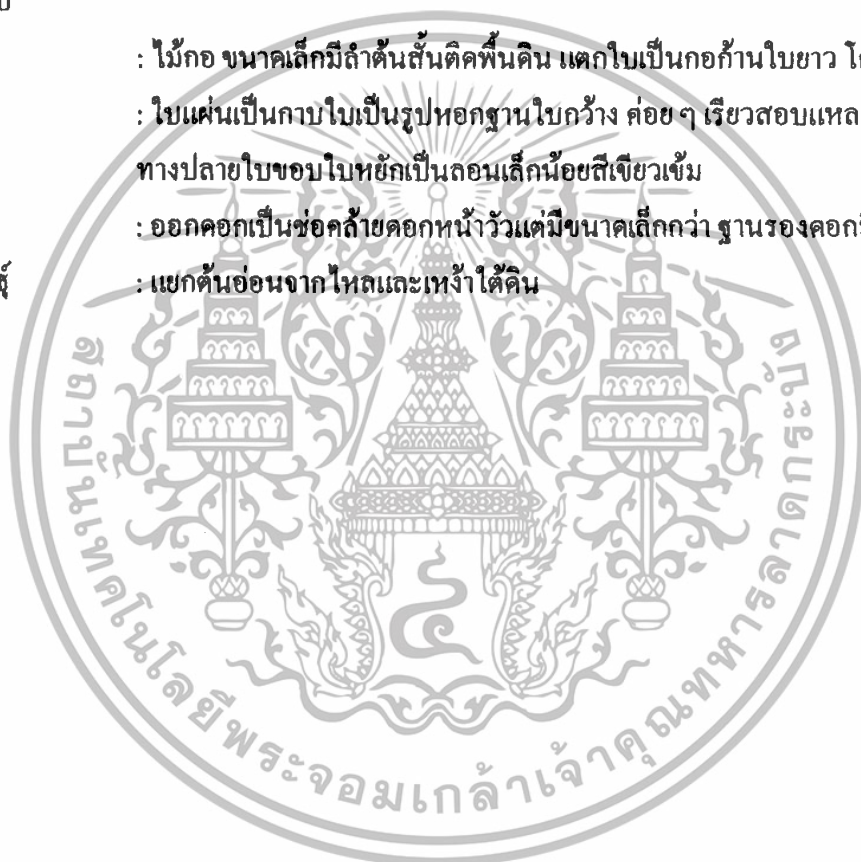 : ไม้กอ ขนาดเล็กมีลำต้นสั้นติดพื้นดิน แตกใบเป็นกอก้านใบยาว
: ใบแผ่นเป็นกาบใบเป็นรูปหอกฐานใบกว้าง ค่อย ๆ เรียวสอบแหล
ทางปลายใบขอบใบหยักเป็นลอนเล็กน้อยสีเขียวเข้ม
: ออกดอกเป็นช่อคล้ายดอกหน้าวัวแต่มีขนาดเล็กกว่า ฐานรองดอก
: แยกต้นอ่อนจากไหลและเหง้าใต้ดิน
สถาบันเทคโนโลยีพระจอมเกล้าเจ้าคุณทหารลาดกระบัง